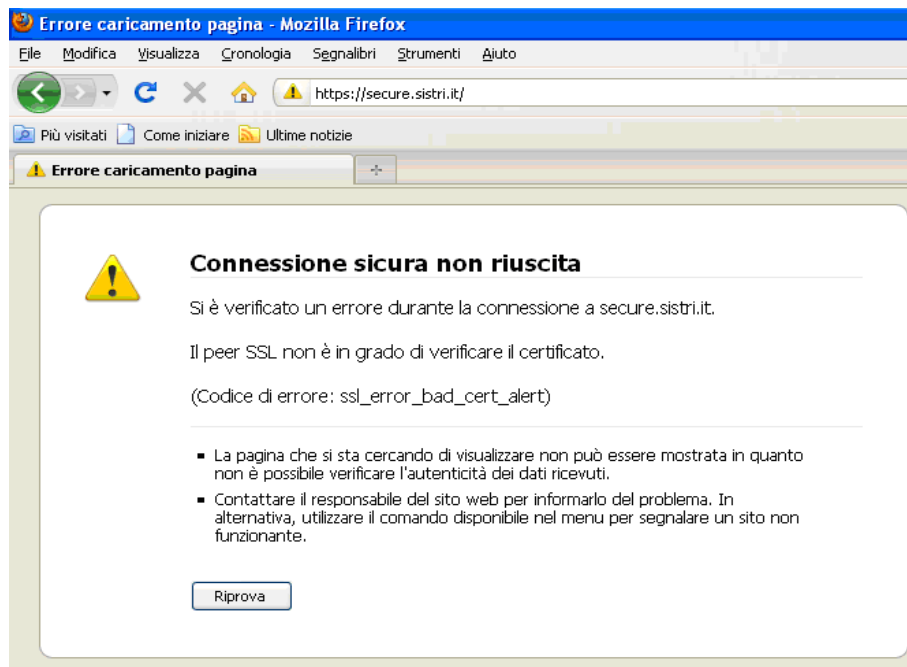 Errore caricamento pagina - Mozilla Firefox
File Modifica Visualizza Cronologia Segnalibri Strumenti Aiuto
https://secure.sistri.it/
Più visitati Come iniziare Ultime notizie
Errore caricamento pagina
Connessione sicura non riuscita
Si è verificato un errore durante la connessione a secure.sistri.it.
Il peer SSL non è in grado di verificare il certificato.
(Codice di errore: ssl_error_bad_cert_alert)
La pagina che si sta cercando di visualizzare non può essere mostrata in quanto
non è possibile verificare l'autenticità dei dati ricevuti.
Contattare il responsabile del sito web per informarlo del problema. In
alternativa, utilizzare il comando disponibile nel menu per segnalare un sito non
funzionante.
Riprova